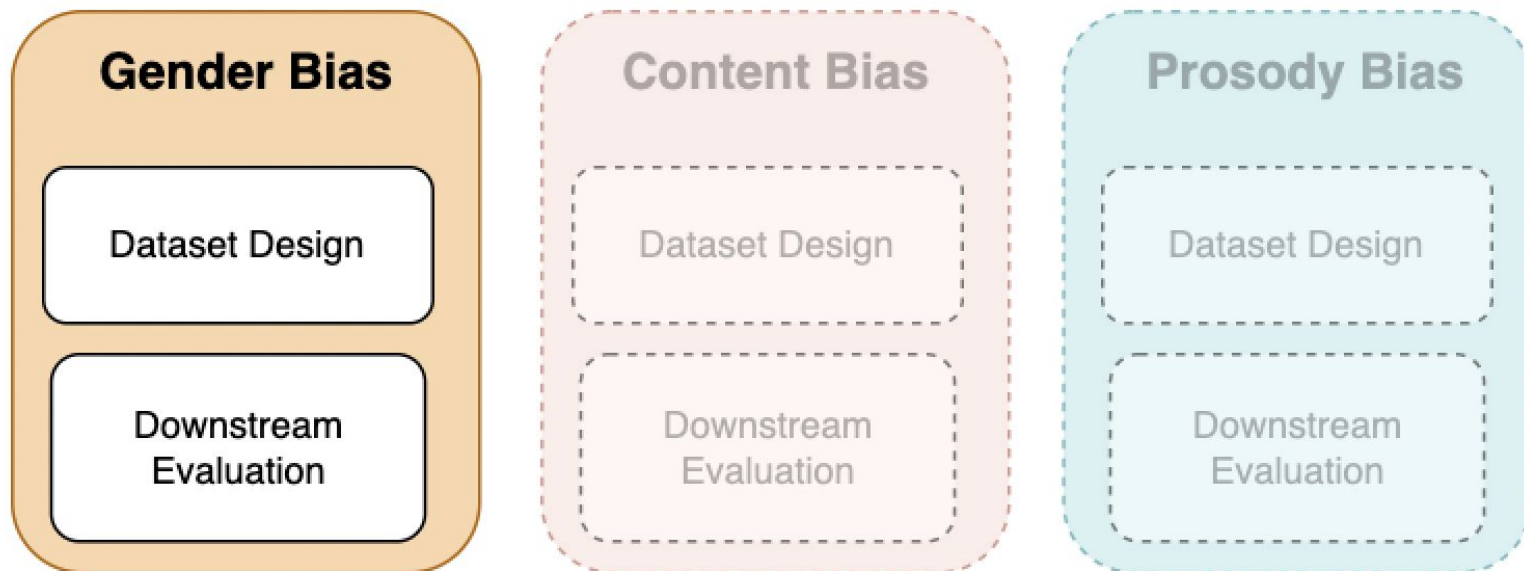 Gender Bias
Dataset Design
Downstream
Evaluation
Content Bias
Dataset Design
Downstream
Evaluation
Prosody Bias
Dataset Design
Downstream
Evaluation